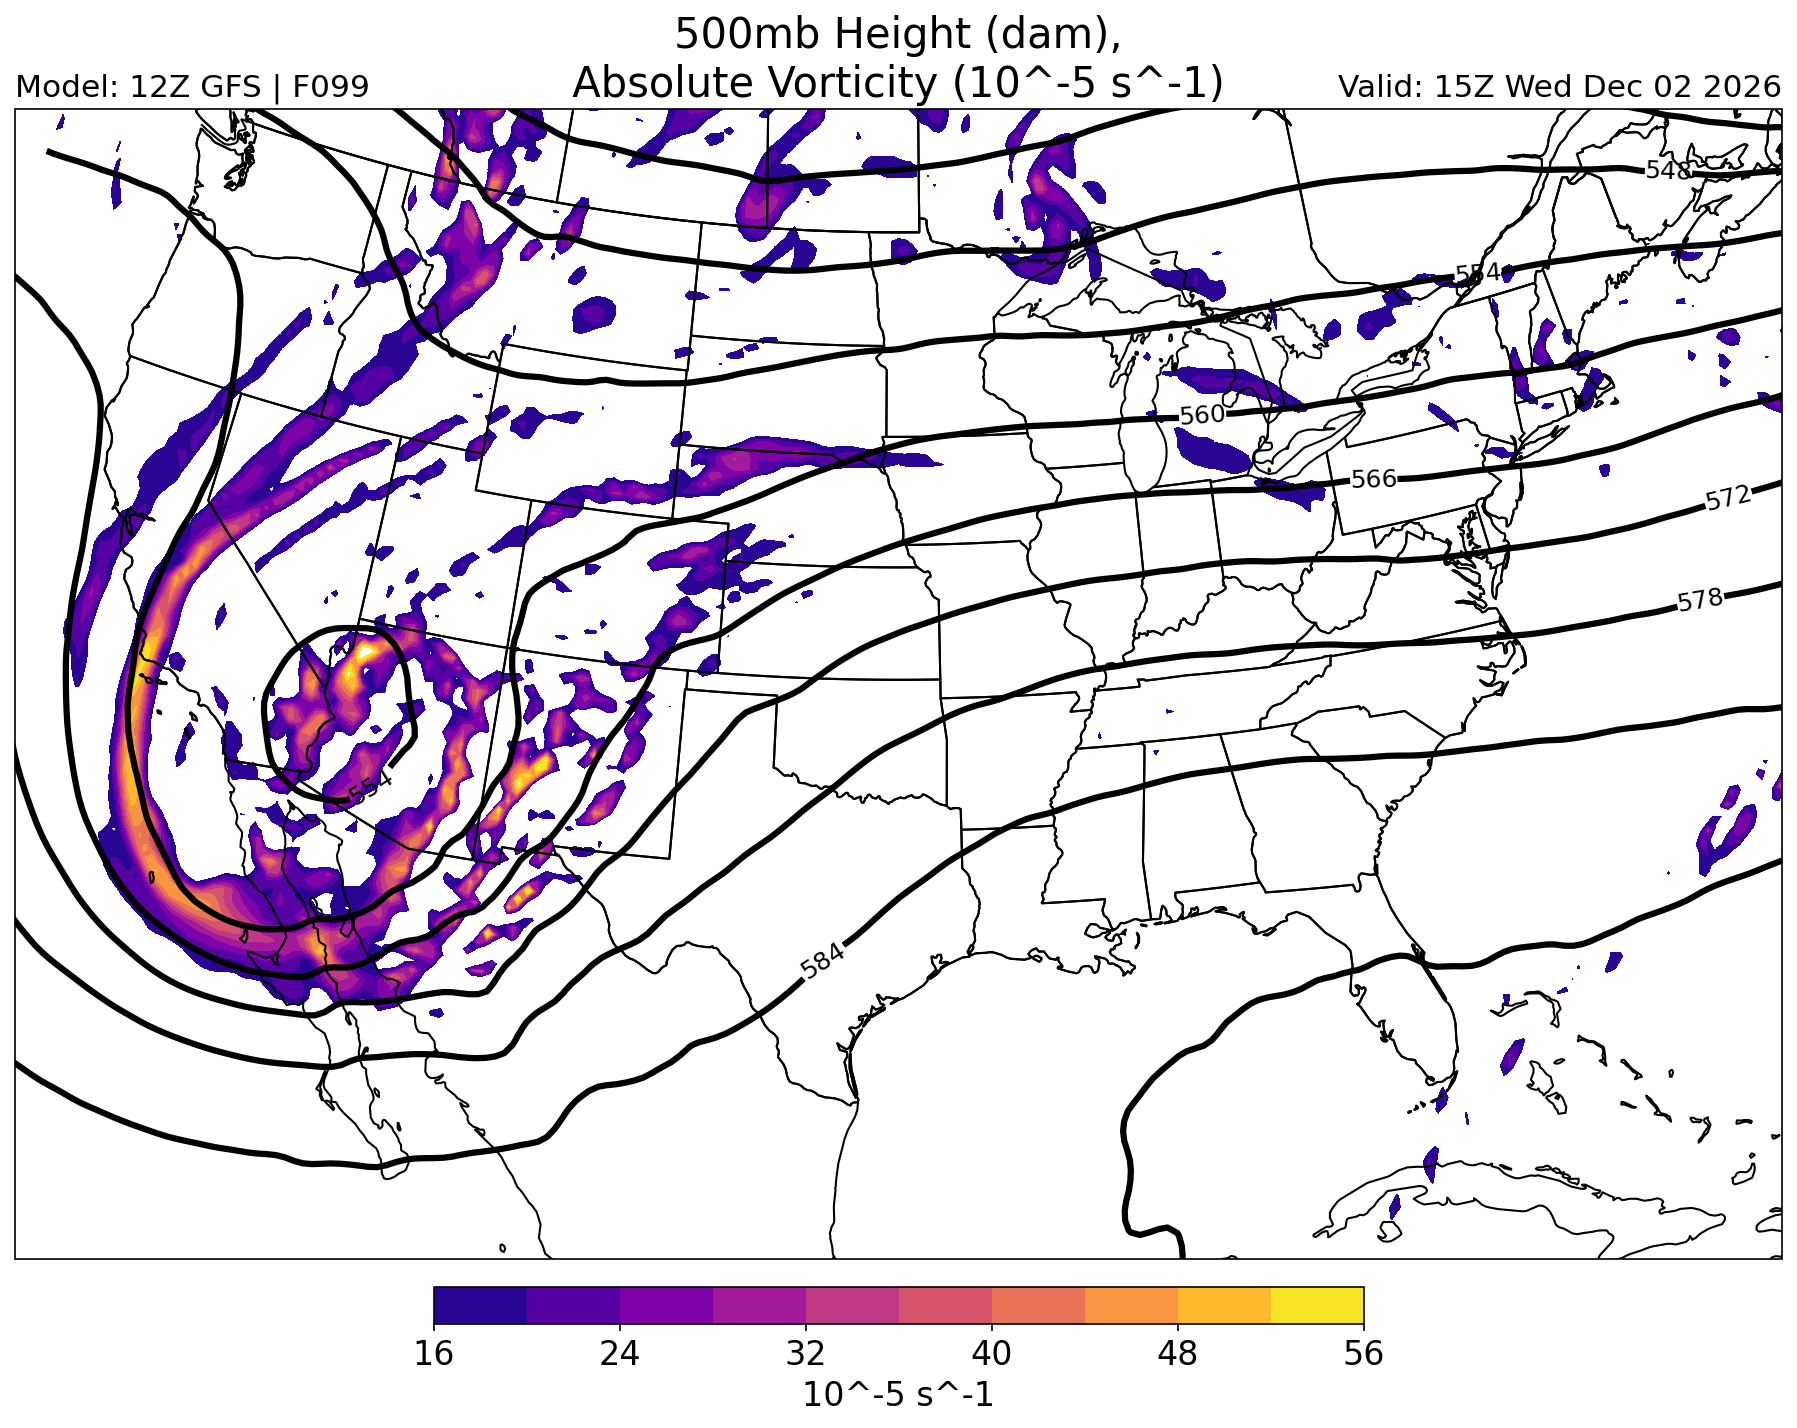 500mb Height (dam),
Model: 12Z GFS | F099
Absolute Vorticity (10^-5 s^-1)
Valid: 15Z Wed Dec 02 2026
548
554
560
566
572
578
554
584
16 24 32 40 48 56
10^-5 s^-1